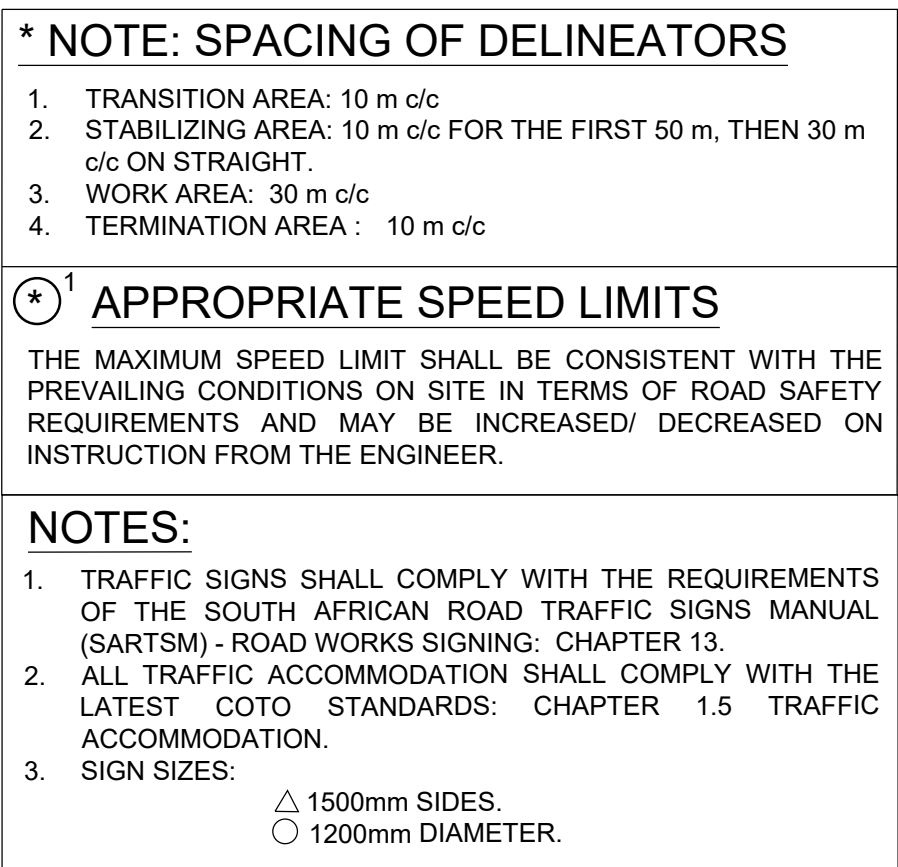 * NOTE: SPACING OF DELINEATORS
1. TRANSITION AREA: 10 m c/c
2. STABILIZING AREA: 10 m c/c FOR THE FIRST 50 m, THEN 30 m
c/c ON STRAIGHT.
3. WORK AREA: 30 m c/c
4. TERMINATION AREA : 10 m c/c
(*)1 APPROPRIATE SPEED LIMITS
THE MAXIMUM SPEED LIMIT SHALL BE CONSISTENT WITH THE
PREVAILING CONDITIONS ON SITE IN TERMS OF ROAD SAFETY
REQUIREMENTS AND MAY BE INCREASED/ DECREASED ON
INSTRUCTION FROM THE ENGINEER.
NOTES:
1. TRAFFIC SIGNS SHALL COMPLY WITH THE REQUIREMENTS
OF THE SOUTH AFRICAN ROAD TRAFFIC SIGNS MANUAL
(SARTSM) - ROAD WORKS SIGNING: CHAPTER 13.
2. ALL TRAFFIC ACCOMMODATION SHALL COMPLY WITH THE
LATEST COTO STANDARDS: CHAPTER 1.5 TRAFFIC
ACCOMMODATION.
3. SIGN SIZES:
△ 1500mm SIDES.
○ 1200mm DIAMETER.